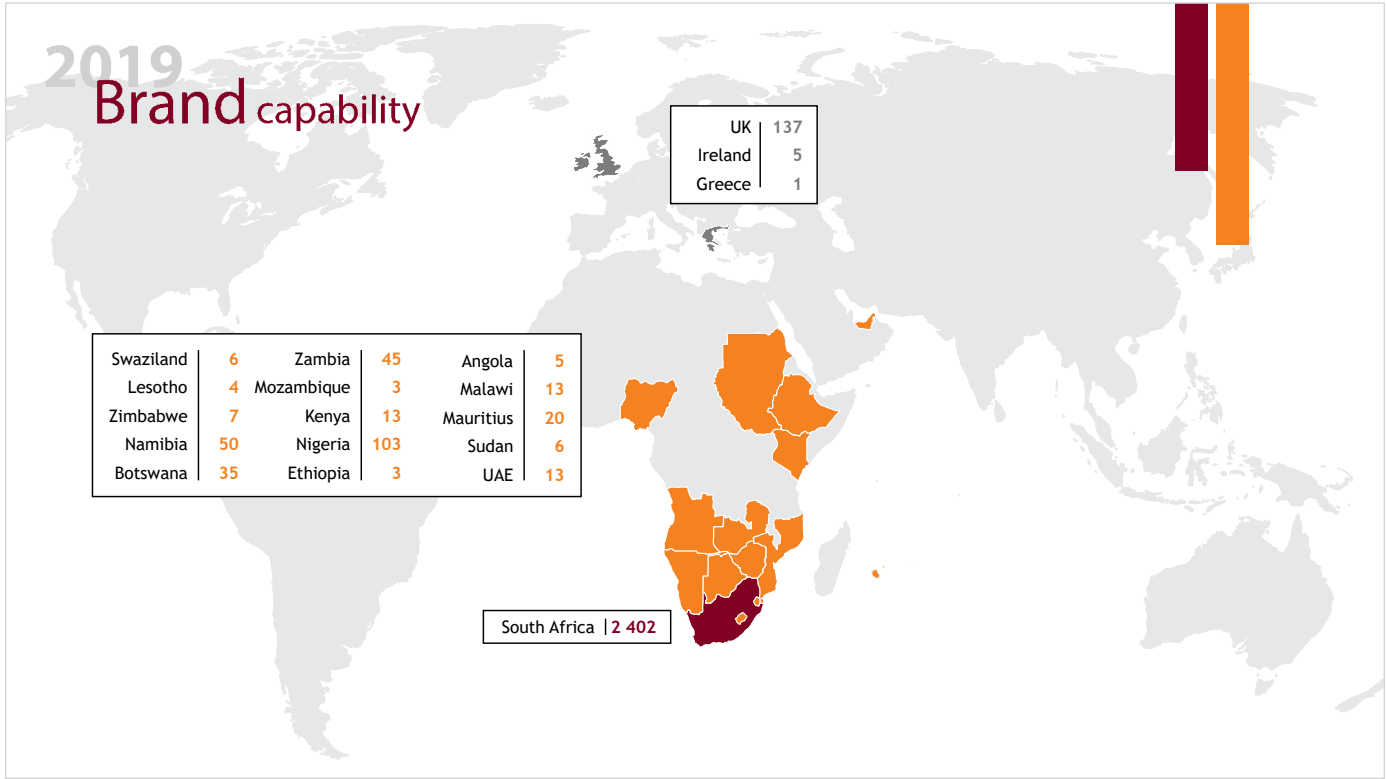 2019
Brand capability
UK 137
Ireland 5
Greece 1
Swaziland 6 Zambia 45 Angola 5
Lesotho 4 Mozambique 3 Malawi 13
Zimbabwe 7 Kenya 13 Mauritius 20
Namibia 50 Nigeria 103 Sudan 6
Botswana 35 Ethiopia 3 UAE 13
South Africa 2 402